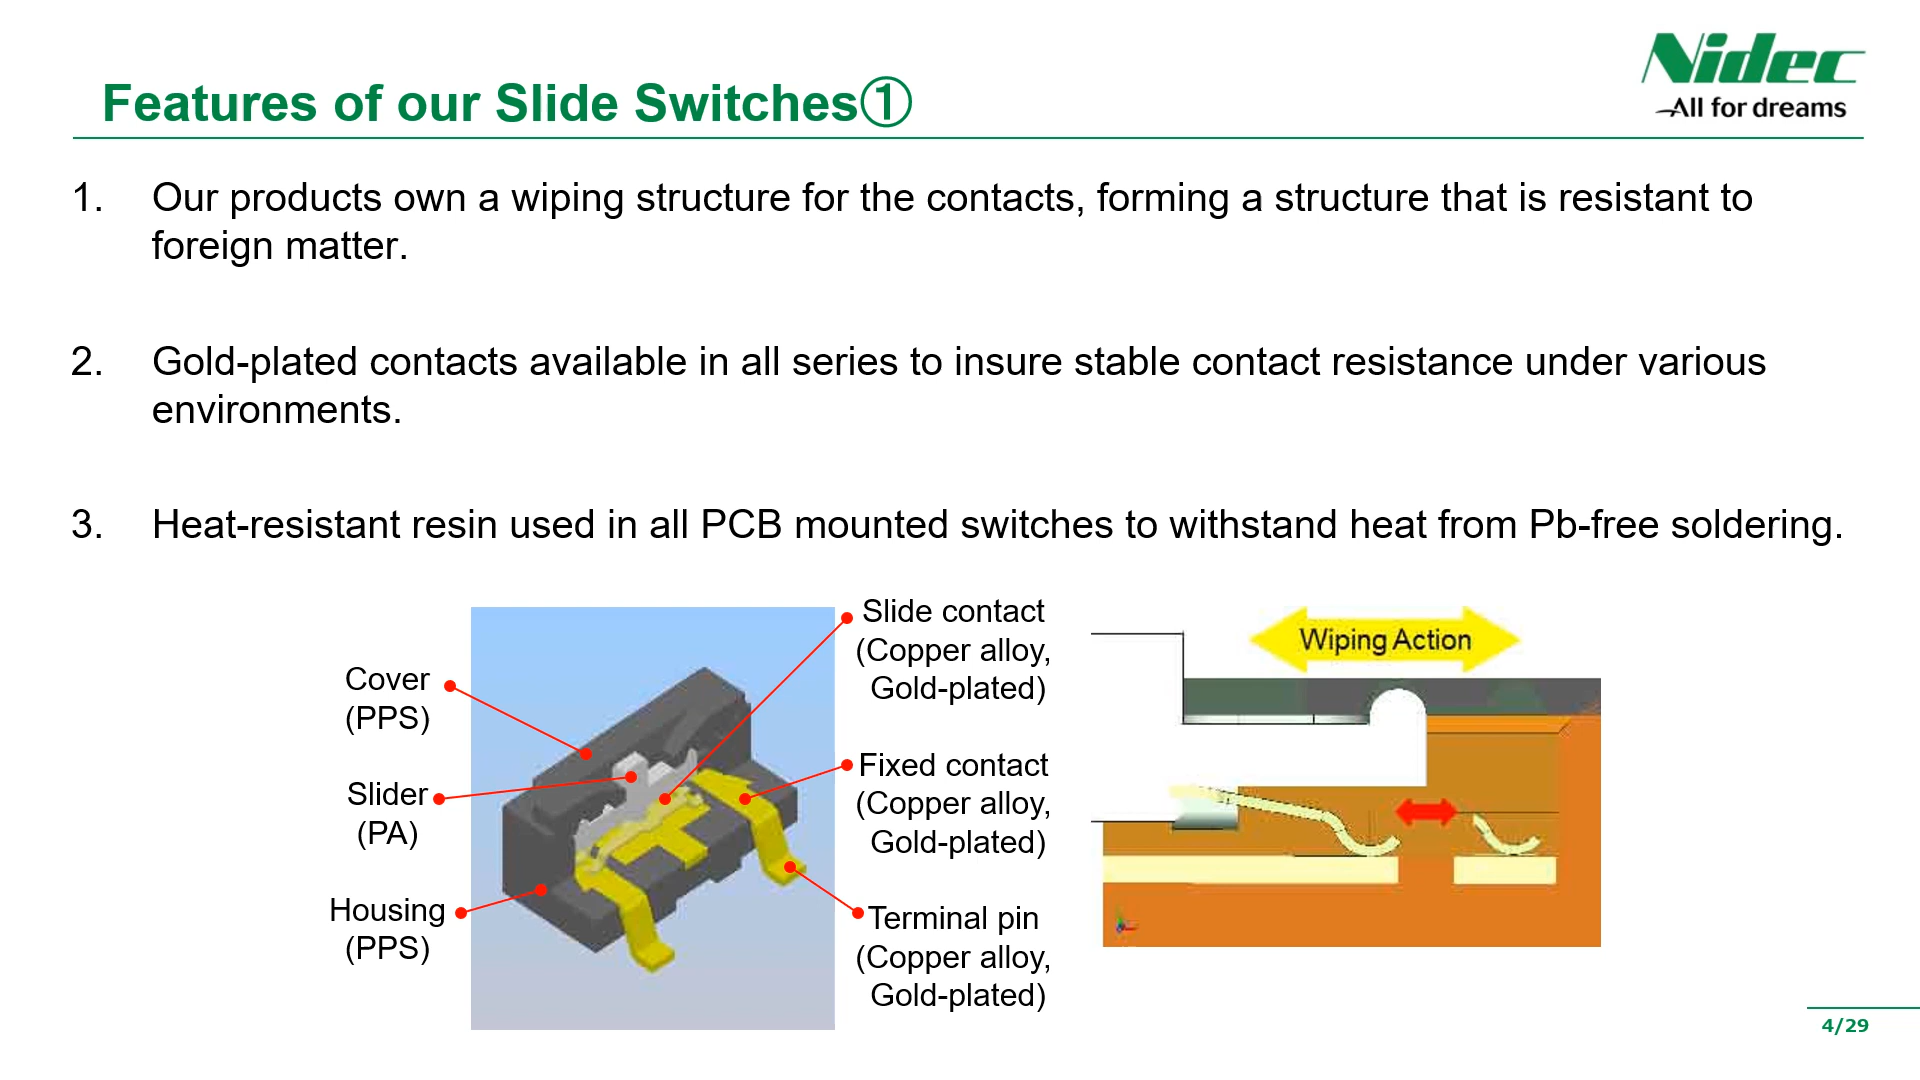 Nidec
All for dreams
Features of our Slide Switches①
1. Our products own a wiping structure for the contacts, forming a structure that is resistant to
foreign matter.
2. Gold-plated contacts available in all series to insure stable contact resistance under various
environments.
3. Heat-resistant resin used in all PCB mounted switches to withstand heat from Pb-free soldering.
Cover
(PPS)
Slider
(PA)
Housing
(PPS)
Slide contact
(Copper alloy,
Gold-plated)
Fixed contact
(Copper alloy,
Gold-plated)
Terminal pin
(Copper alloy,
Gold-plated)
Wiping Action
4/29